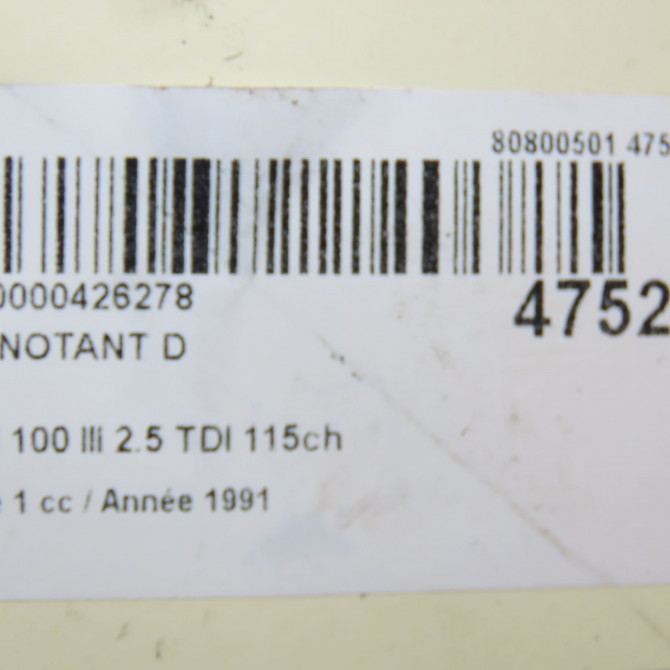 80800501 475
0000426278
4752
NOTANT D
100 III 2.5 TDI 115ch
e 1 cc / Année 1991